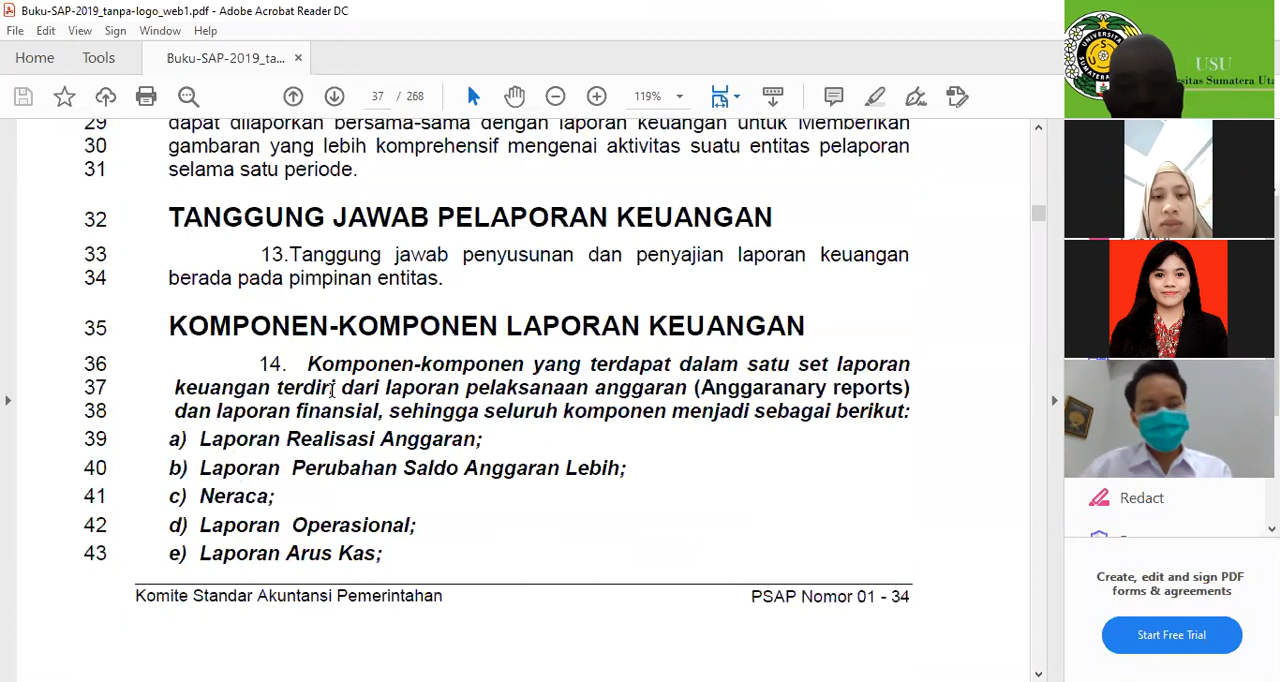 Buku-SAP-2019_tanpa-logo_web1.pdf - Adobe Acrobat Reader DC
File Edit View Sign Window Help
Home Tools Buku-SAP-2019_ta... ×
37 / 268 119%
29 dapat dilaporkan bersama-sama dengan laporan keuangan untuk Memberikan
30 gambaran yang lebih komprehensif mengenai aktivitas suatu entitas pelaporan
31 selama satu periode.
32 TANGGUNG JAWAB PELAPORAN KEUANGAN
33 13.Tanggung jawab penyusunan dan penyajian laporan keuangan
34 berada pada pimpinan entitas.
35 KOMPONEN-KOMPONEN LAPORAN KEUANGAN
36 14. Komponen-komponen yang terdapat dalam satu set laporan
37 keuangan terdiri dari laporan pelaksanaan anggaran (Anggaranary reports)
38 dan laporan finansial, sehingga seluruh komponen menjadi sebagai berikut:
39 a) Laporan Realisasi Anggaran;
40 b) Laporan Perubahan Saldo Anggaran Lebih;
41 c) Neraca;
42 d) Laporan Operasional;
43 e) Laporan Arus Kas;
Komite Standar Akuntansi Pemerintahan PSAP Nomor 01 - 34
USU
Sumatera
Redact
Create, edit and sign PDF
forms & agreements
Start Free Trial